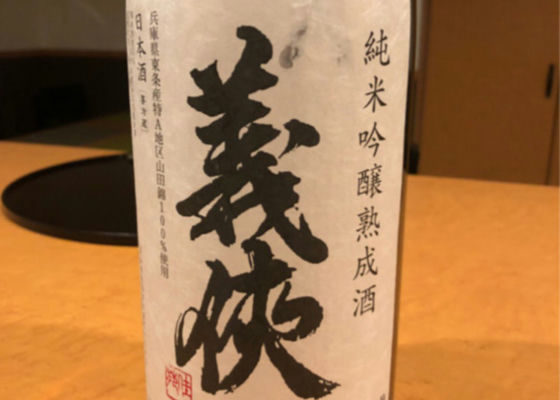 純米吟醸熟成酒
義侠
兵庫県東条産特A地区山田錦100%使用
日本酒